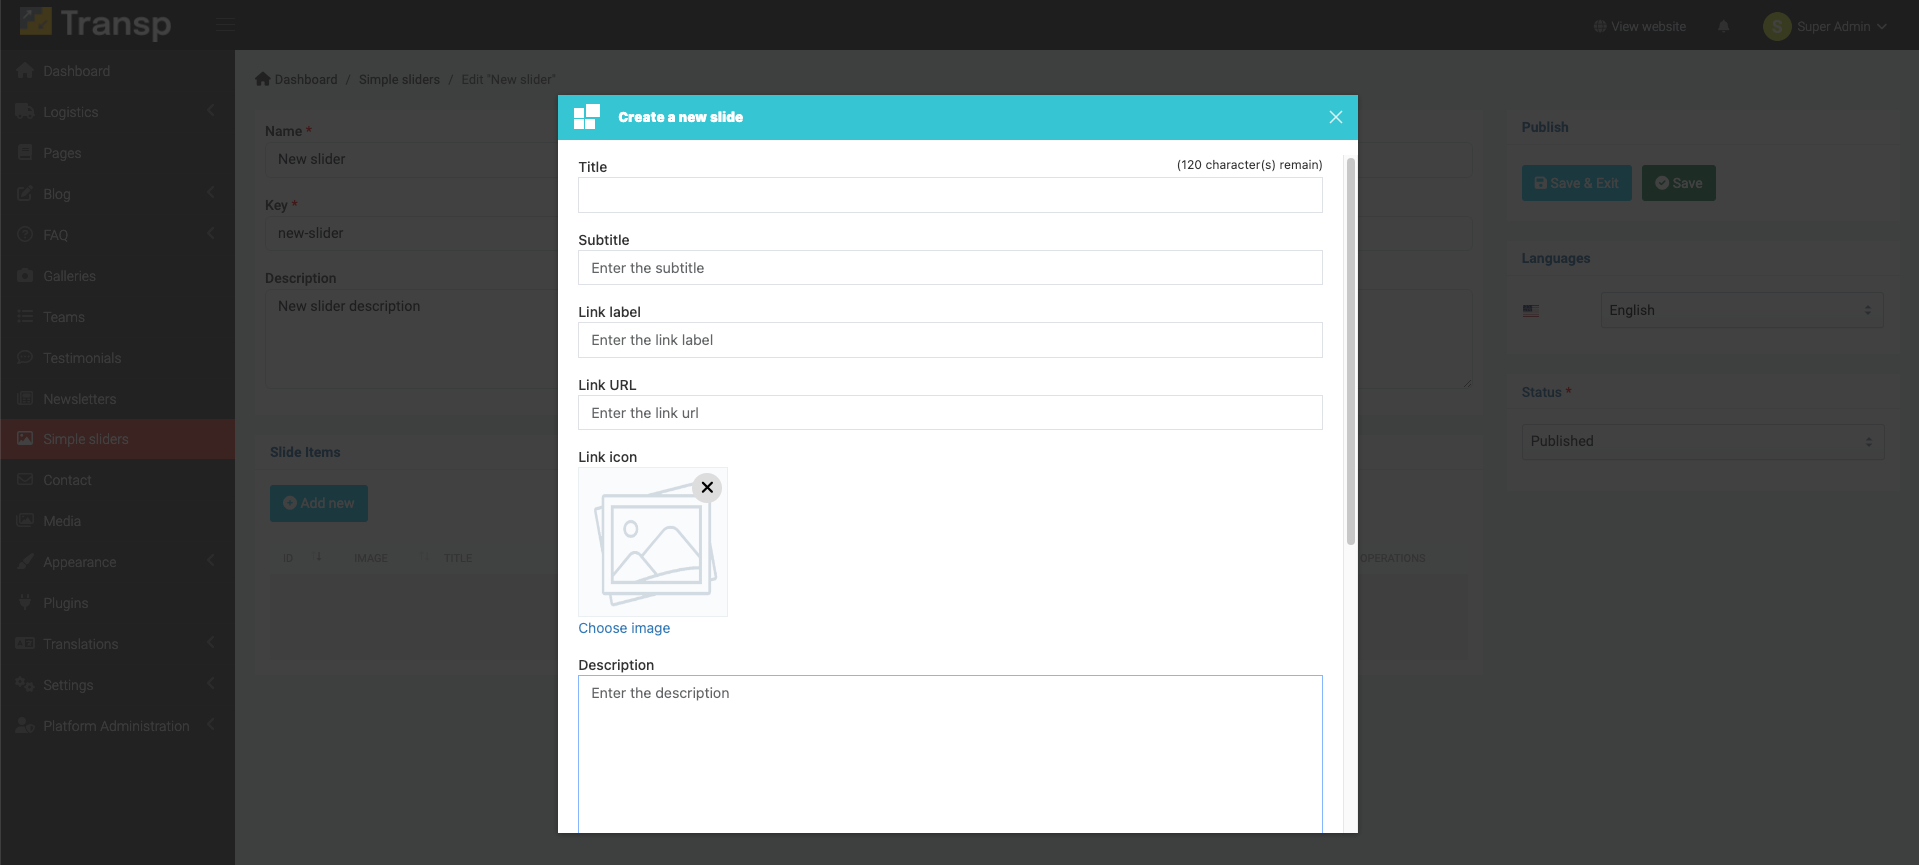 Transp
View website
S
Super Admin
Dashboard
Logistics
Pages
Blog
FAQ
Galleries
Teams
Testimonials
Newsletters
Simple sliders
Contact
Media
Appearance
Plugins
Translations
Settings
Platform Administration
Dashboard / Simple sliders / Edit "New slider"
Name *
New slider
Key *
new-slider
Description
New slider description
Slide Items
Add new
ID IMAGE TITLE OPERATIONS
Create a new slide
Title (120 character(s) remain)
Subtitle
Enter the subtitle
Link label
Enter the link label
Link URL
Enter the link url
Link icon
Choose image
Description
Enter the description
Publish
Save & Exit Save
Languages
English
Status *
Published